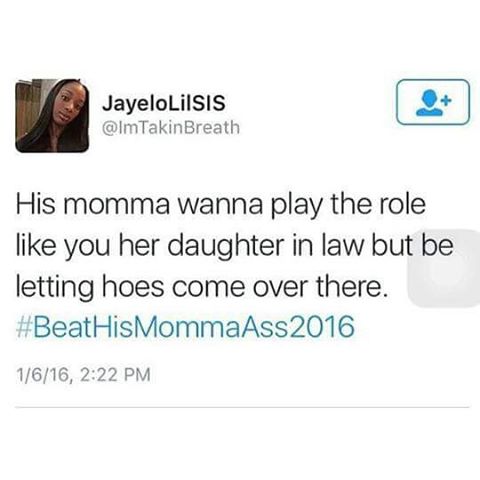 JayeloLilSIS
@ImTakinBreath
His momma wanna play the role
like you her daughter in law but be
letting hoes come over there.
#BeatHisMommaAss2016
1/6/16, 2:22 PM